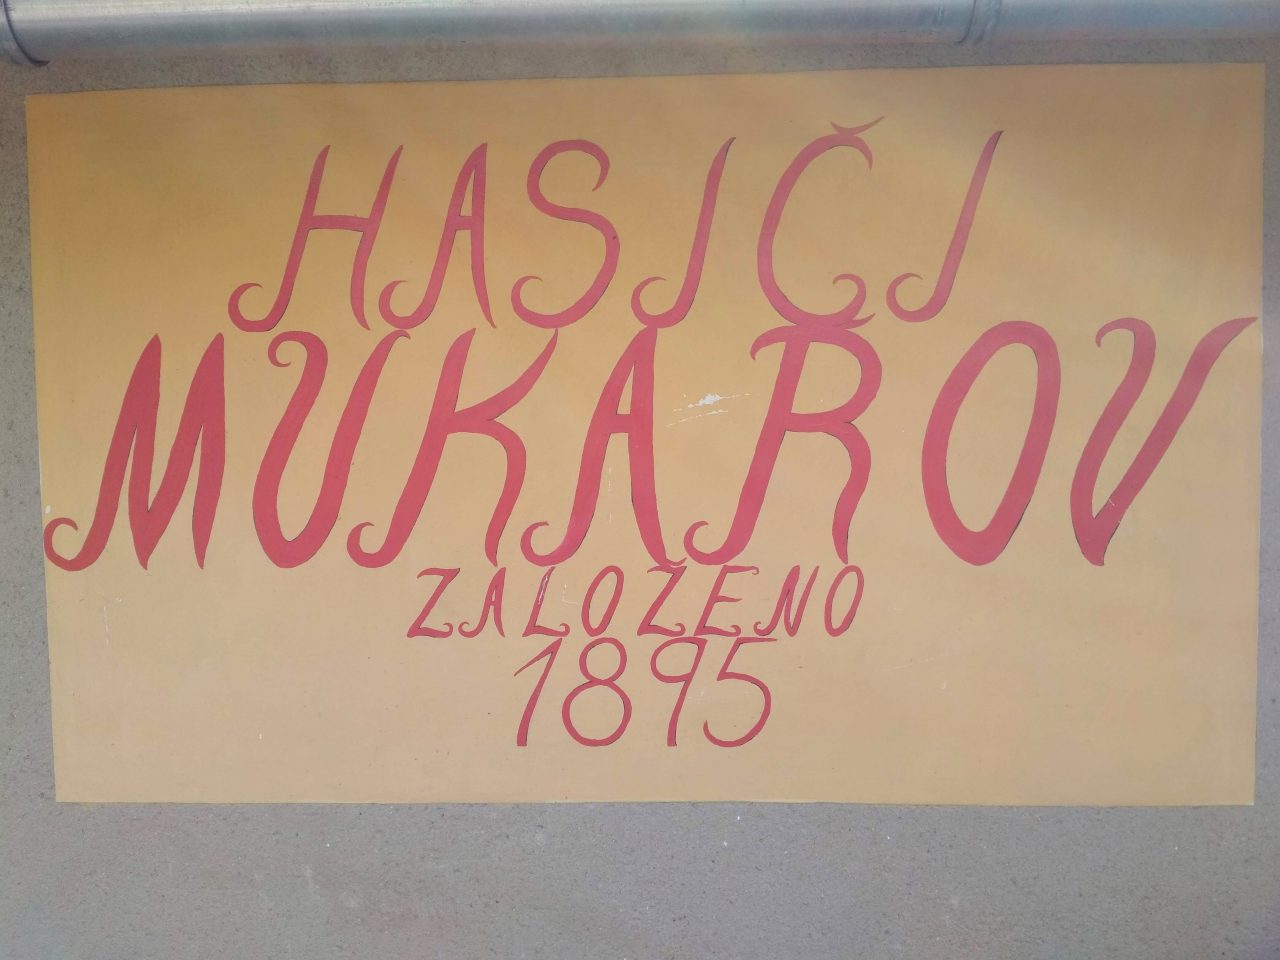 HASIČI
MUKAŘOV
ZALOŽENO
1895